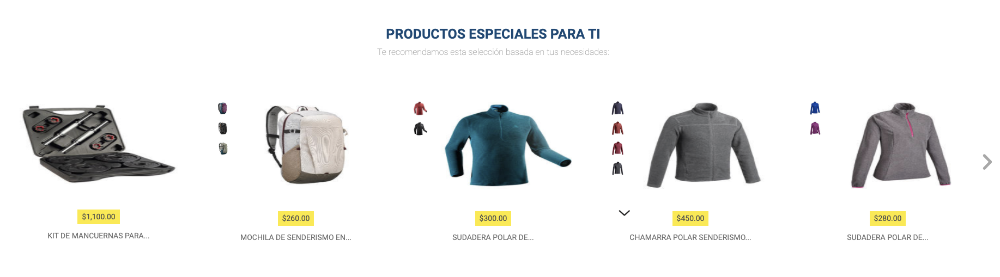 PRODUCTOS ESPECIALES PARA TI
Te recomendamos esta selección basada en tus necesidades:
$1,100.00
KIT DE MANCUERNAS PARA...
$260.00
MOCHILA DE SENDERISMO EN...
$300.00
SUDADERA POLAR DE...
$450.00
CHAMARRA POLAR SENDERISMO...
$280.00
SUDADERA POLAR DE...